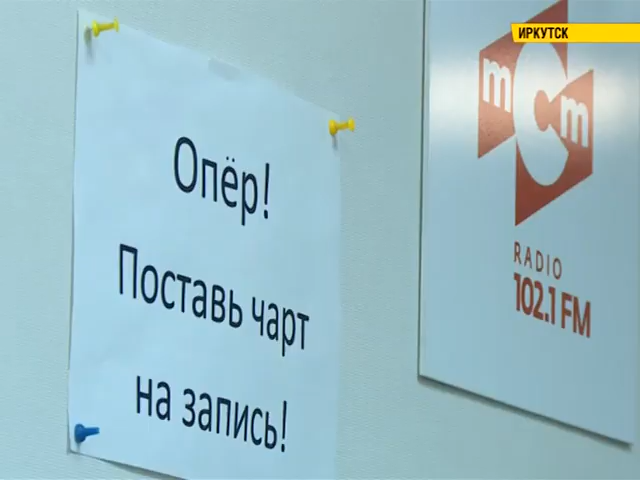 ИРКУТСК
Опёр!
Поставь чарт
на запись!
mCm
RADIO
102.1 FM